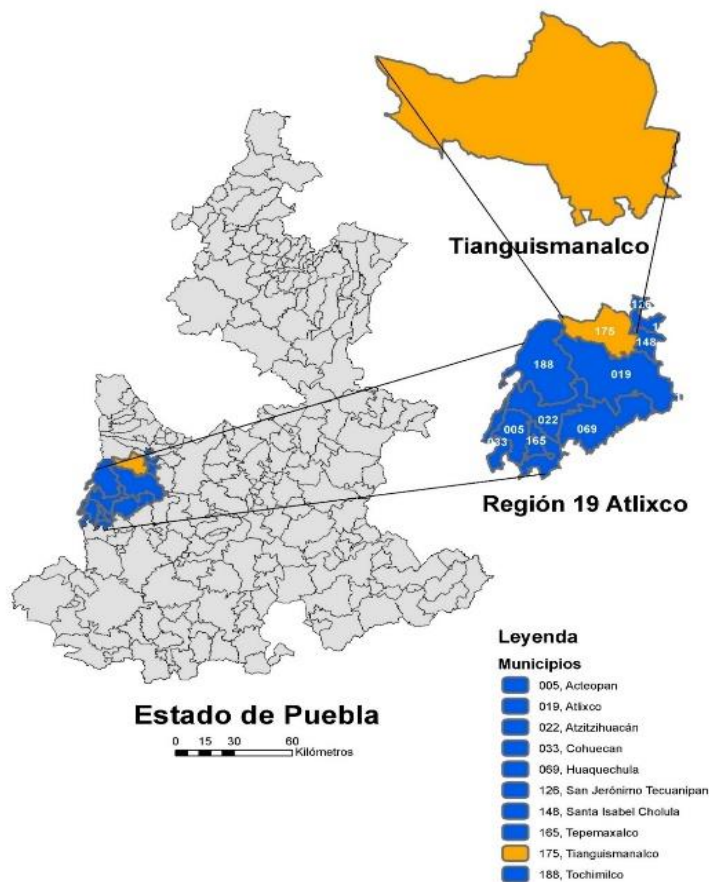 Tianguismanalco
126
175
1
148
188
019
022
005
069
033
165
Región 19 Atlixco
Estado de Puebla
0 15 30 60
Kilómetros
Leyenda
Municipios
005, Acteopan
019, Atlixco
022, Atzitzihuacán
033, Cohuecan
069, Huaquechula
126, San Jerónimo Tecuanipan
148, Santa Isabel Cholula
165, Tepemaxalco
175, Tianguismanalco
188, Tochimilco